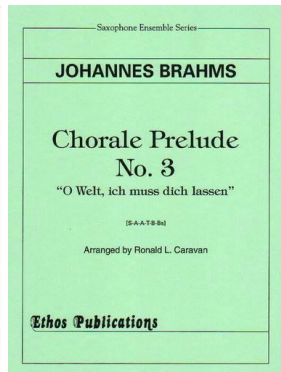 Saxophone Ensemble Series
JOHANNES BRAHMS
Chorale Prelude
No. 3
“O Welt, ich muss dich lassen”
[S-A-A-T-B-Bs]
Arranged by Ronald L. Caravan
Ethos Publications